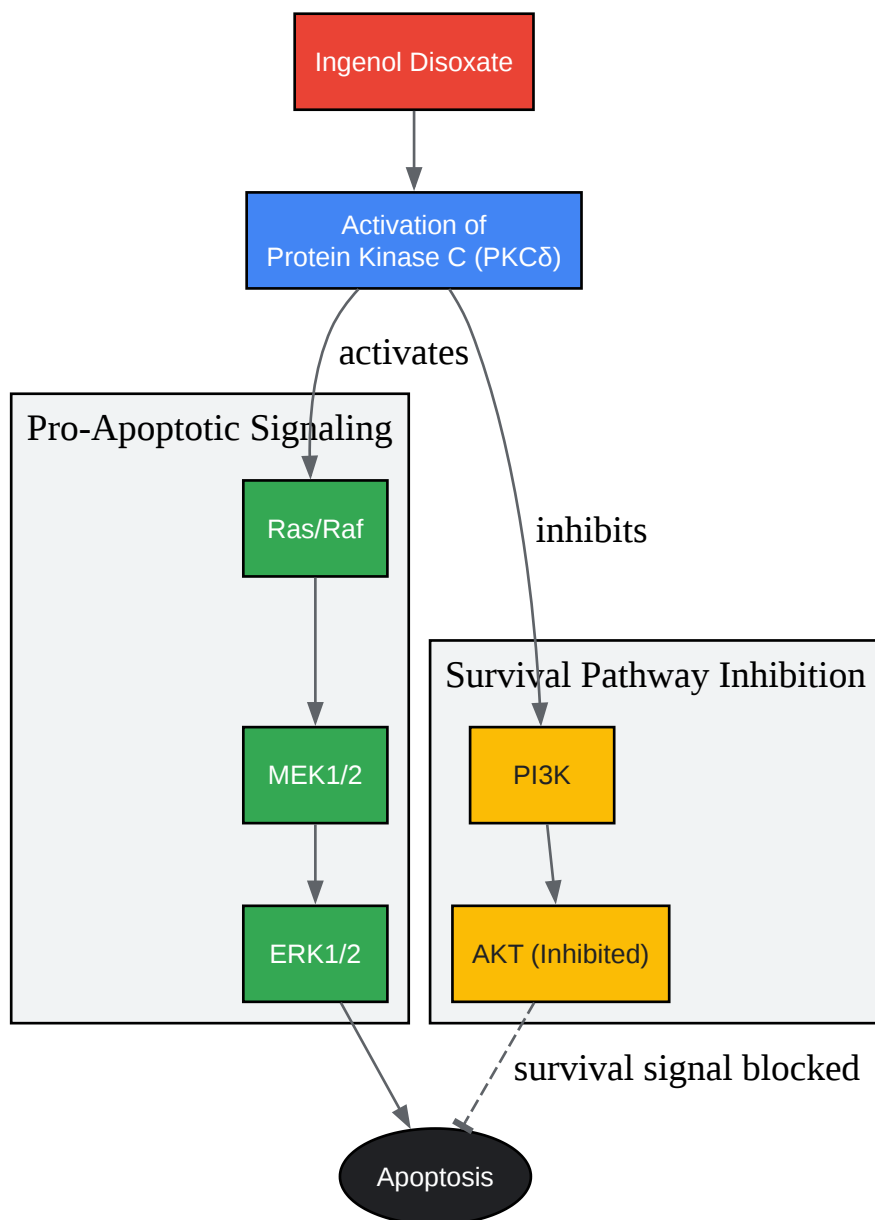 Ingenol Disoxate
Activation of
Protein Kinase C (PKCδ)
activates
Pro-Apoptotic Signaling
Ras/Raf
inhibits
Survival Pathway Inhibition
MEK1/2
PI3K
ERK1/2
AKT (Inhibited)
survival signal blocked
Apoptosis